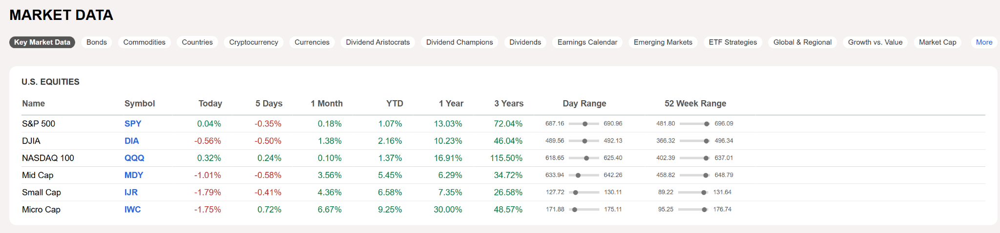 MARKET DATA
Key Market Data Bonds Commodities Countries Cryptocurrency Currencies Dividend Aristocrats Dividend Champions Dividends Earnings Calendar Emerging Markets ETF Strategies Global & Regional Growth vs. Value Market Cap More
U.S. EQUITIES
Name Symbol Today 5 Days 1 Month YTD 1 Year 3 Years Day Range 52 Week Range
S&P 500 SPY 0.04% -0.35% 0.18% 1.07% 13.03% 72.04% 687.16 690.96 481.80 696.09
DJIA DIA -0.56% -0.50% 1.38% 2.16% 10.23% 46.04% 489.56 492.13 366.32 496.34
NASDAQ 100 QQQ 0.32% 0.24% 0.10% 1.37% 16.91% 115.50% 618.65 625.40 402.39 637.01
Mid Cap MDY -1.01% -0.58% 3.56% 5.45% 6.29% 34.72% 633.94 642.26 458.82 648.79
Small Cap IJR -1.79% -0.41% 4.36% 6.58% 7.35% 26.58% 127.72 130.11 89.22 131.64
Micro Cap IWC -1.75% 0.72% 6.67% 9.25% 30.00% 48.57% 171.88 175.11 95.25 176.74